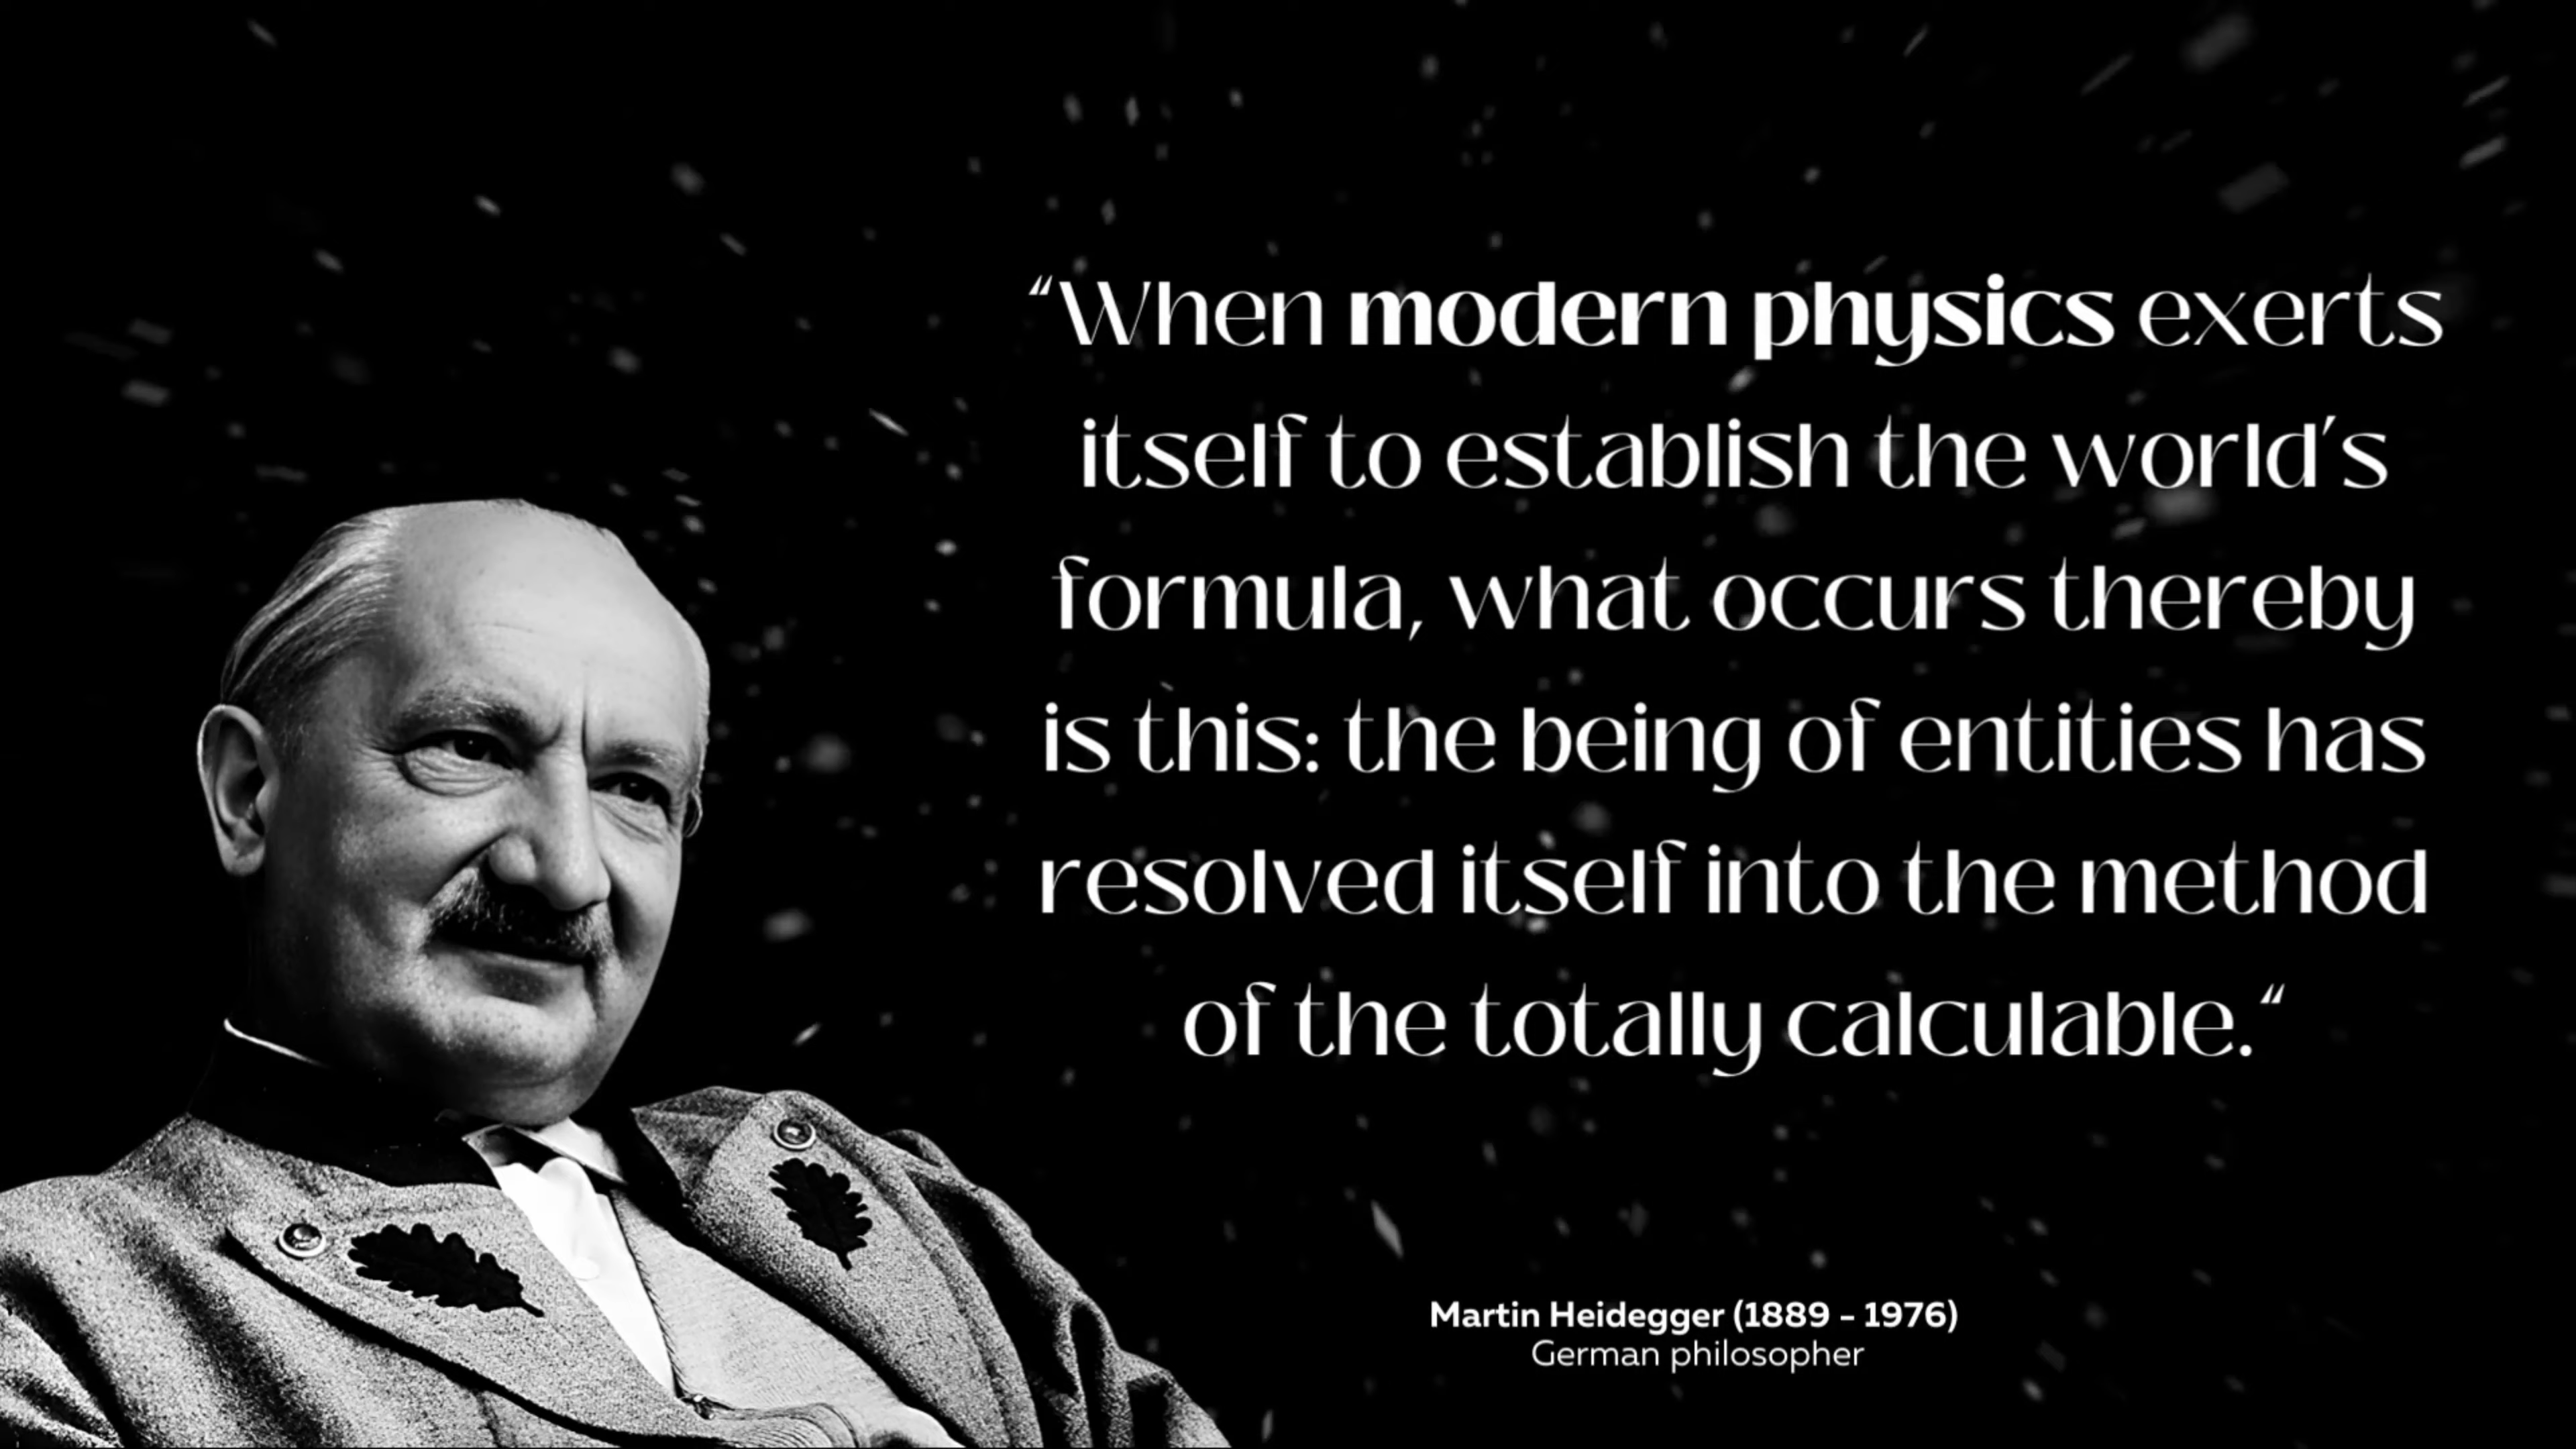 “When modern physics exerts
itself to establish the world’s
formula, what occurs thereby
is this: the being of entities has
resolved itself into the method
of the totally calculable.“
Martin Heidegger (1889 - 1976)
German philosopher